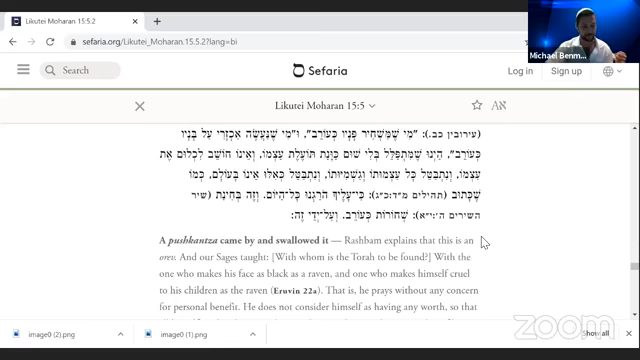 Likutei Moharan 15:5:2
sefaria.org/Likutei_Moharan.15.5.2?lang=bi
Michael Benm...
Search
Sefaria
Log in
Sign up
Likutei Moharan 15:5
(עירובין כב.): "מִי שֶׁמַּשְׁחִיר פָּנָיו כְּעוֹרֵב", וּ"מִי שֶׁנַּעֲשֶׂה אַכְזָרִי עַל בָּנָיו
כְּעוֹרֵב", הַיְנוּ שֶׁמִּתְפַּלֵּל בְּלִי שׁוּם כַּוָּנַת תּוֹעֶלֶת עַצְמוֹ, וְאֵינוֹ חוֹשֵׁב לִכְלוּם אֶת
עַצְמוֹ, וְנִתְבַּטֵּל כָּל עַצְמוּתוֹ וְגַשְׁמִיּוּתוֹ, וְנִתְבַּטֵּל כְּאִלּוּ אֵינוֹ בָּעוֹלָם, כְּמוֹ
שֶׁכָּתוּב (תהילים מ״ד:כ״ג): כִּי־עָלֶיךָ הֹרַגְנוּ כָל־הַיּוֹם. וְזֶה בְּחִינַת (שיר
השירים ה׳:י״א): שְׁחוֹרוֹת כָּעוֹרֵב. וְעַל־יְדֵי זֶה:
A pushkantza came by and swallowed it — Rashbam explains that this is an
orev. And our Sages taught: [With whom is the Torah to be found?] With the
one who makes his face as black as a raven, and one who makes himself cruel
to his children as the raven (Eruvin 22a). That is, he prays without any concern
for personal benefit. He does not consider himself as having any worth, so that
image0 (2).png
image0 (1).png
Show all
zoom